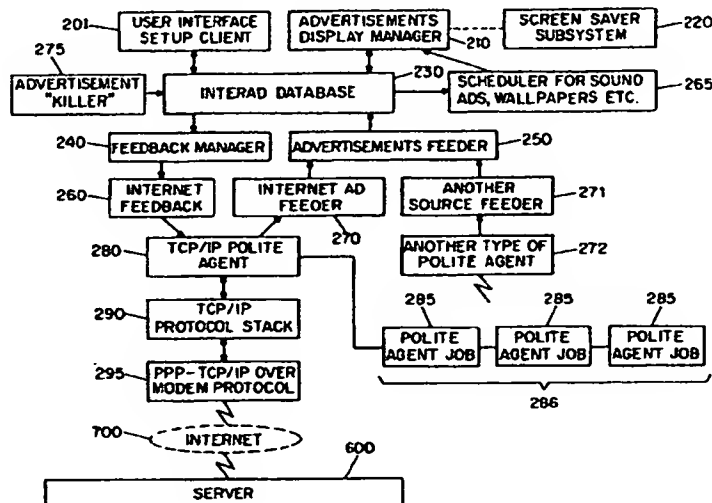 201
USER INTERFACE
SETUP CLIENT
ADVERTISEMENTS
DISPLAY MANAGER
210
SCREEN SAVER
SUBSYSTEM
220
275
230
ADVERTISEMENT
"KILLER"
INTERAD DATABASE
SCHEDULER FOR SOUND
ADS, WALLPAPERS ETC.
265
240
FEEDBACK MANAGER
ADVERTISEMENTS FEEDER
250
260
INTERNET
FEEDBACK
INTERNET AD
FEEDER
270
ANOTHER
SOURCE FEEDER
271
280
TCP/IP POLITE
AGENT
ANOTHER TYPE OF
POLITE AGENT
272
290
TCP/IP
PROTOCOL STACK
285
285
285
POLITE
AGENT JOB
POLITE
AGENT JOB
POLITE
AGENT JOB
286
295
PPP-TCP/IP OVER
MODEM PROTOCOL
700
INTERNET
600
SERVER